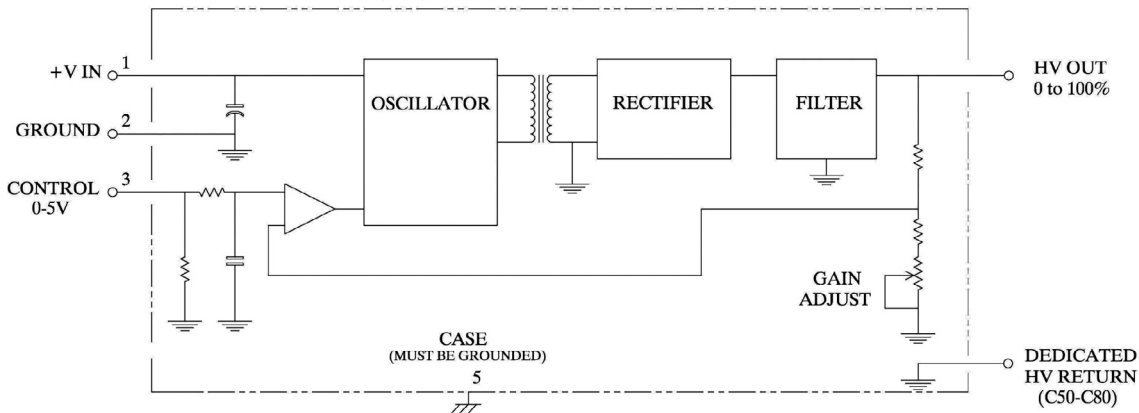 +V IN
1
GROUND
2
CONTROL
0-5V
3
OSCILLATOR
RECTIFIER
FILTER
HV OUT
0 to 100%
GAIN
ADJUST
CASE
(MUST BE GROUNDED)
5
DEDICATED
HV RETURN
(C50-C80)